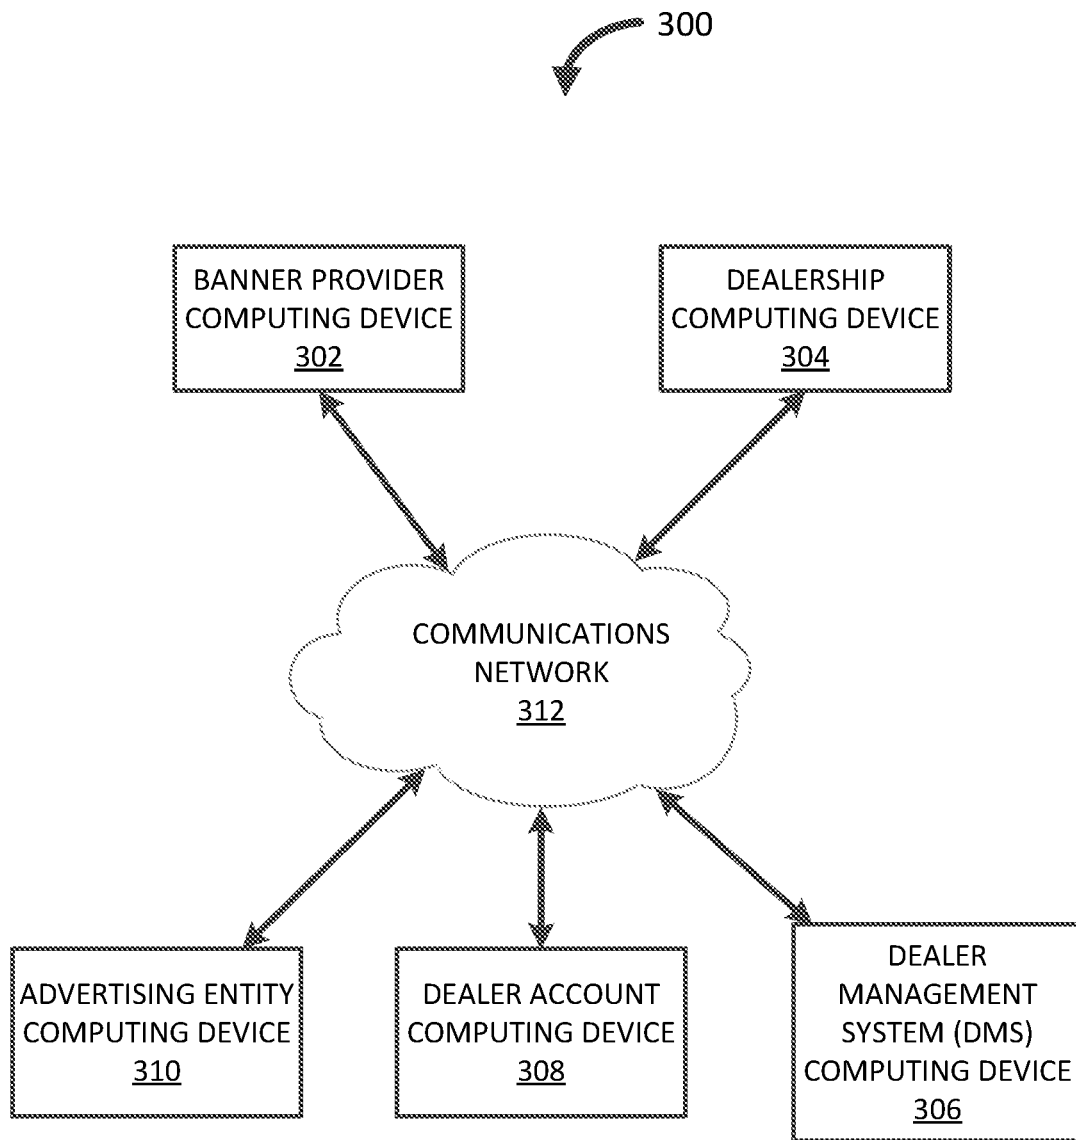 300
BANNER PROVIDER
COMPUTING DEVICE
302
DEALERSHIP
COMPUTING DEVICE
304
COMMUNICATIONS
NETWORK
312
ADVERTISING ENTITY
COMPUTING DEVICE
310
DEALER ACCOUNT
COMPUTING DEVICE
308
DEALER
MANAGEMENT
SYSTEM (DMS)
COMPUTING DEVICE
306